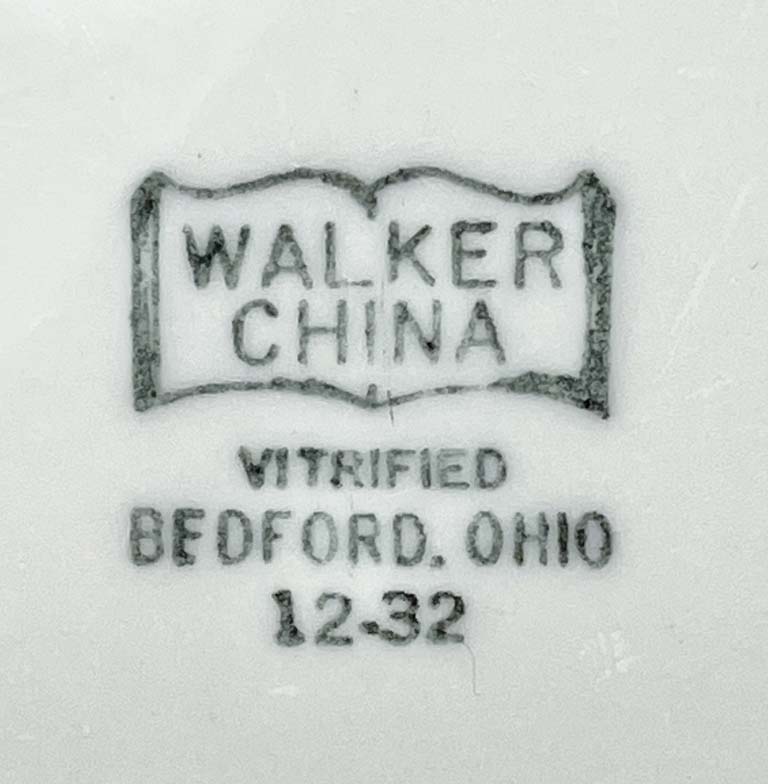 WALKER
CHINA
VITRIFIED
BEDFORD, OHIO
12-32